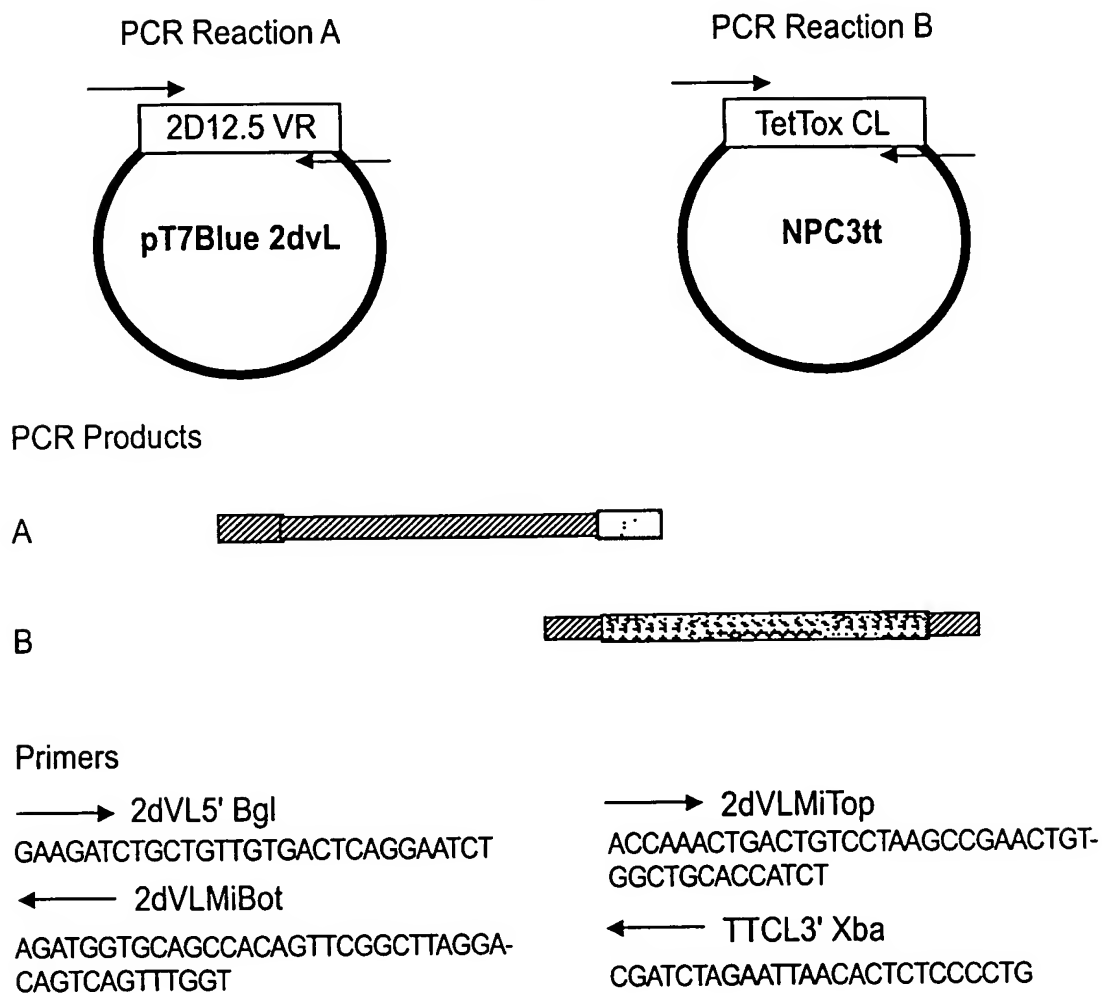 PCR Reaction A
PCR Reaction B
2D12.5 VR
TetTox CL
pT7Blue 2dvL
NPC3tt
PCR Products
A
B
Primers
2dVL5' Bgl
GAAGATCTGCTGTTGTGACTCAGGAATCT
2dVLMiBot
AGATGGTGCAGCCACAGTTCGGCTTAGGA-
CAGTCAGTTTGGT
2dVLMiTop
ACCAAACTGACTGTCCTAAGCCGAACTGT-
GGCTGCACCATCT
TTCL3' Xba
CGATCTAGAATTAACACTCTCCCCTG